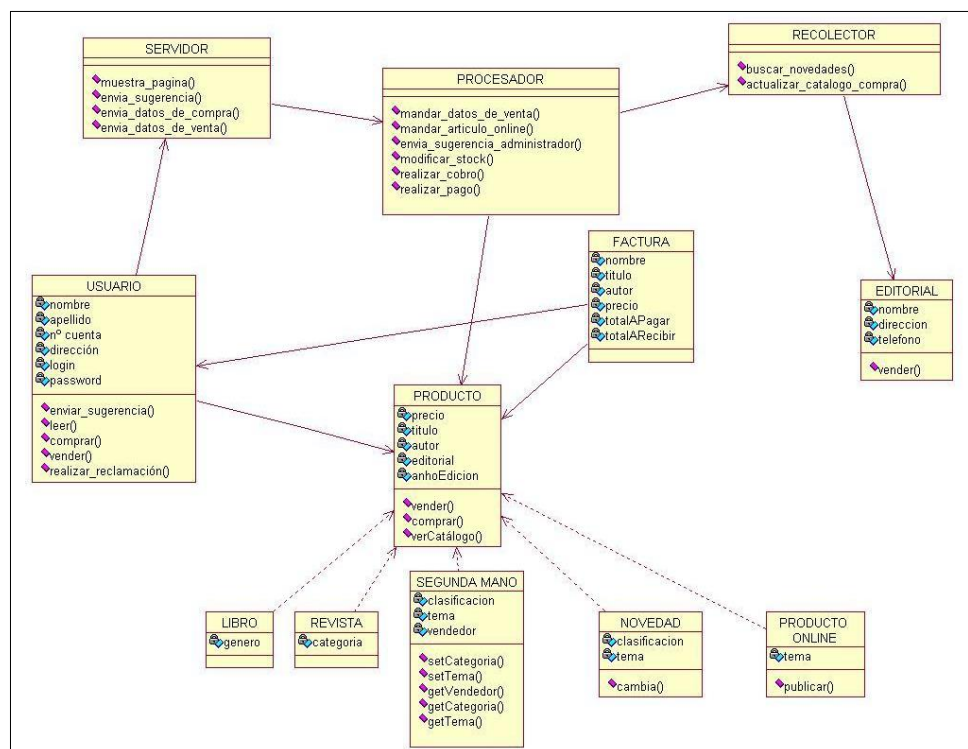 SERVIDOR
muestra_pagina()
envia_sugerencia()
envia_datos_de_compra()
envia_datos_de_venta()
PROCESADOR
mandar_datos_de_venta()
mandar_articulo_online()
envia_sugerencia_administrador()
modificar_stock()
realizar_cobro()
realizar_pago()
RECOLECTOR
buscar_novedades()
actualizar_catalogo_compra()
USUARIO
nombre
apellido
nº cuenta
dirección
login
password
enviar_sugerencia()
leer()
comprar()
vender()
realizar_reclamación()
FACTURA
nombre
titulo
autor
precio
totalAPagar
totalARecibir
EDITORIAL
nombre
direccion
telefono
vender()
PRODUCTO
precio
titulo
autor
editorial
anhoEdicion
vender()
comprar()
verCatálogo()
LIBRO
genero
REVISTA
categoria
SEGUNDA MANO
clasificacion
tema
vendedor
setCategoria()
setTema()
getVendedor()
getCategoria()
getTema()
NOVEDAD
clasificacion
tema
cambia()
PRODUCTO
ONLINE
tema
publicar()